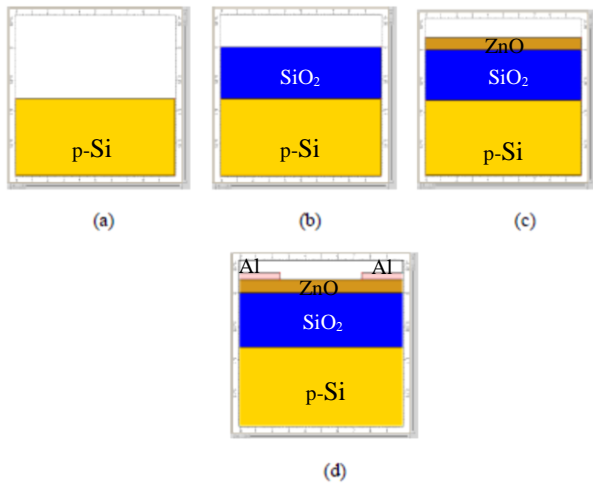 p-Si
(a)
SiO₂
p-Si
(b)
ZnO
SiO₂
p-Si
(c)
Al Al
ZnO
SiO₂
p-Si
(d)